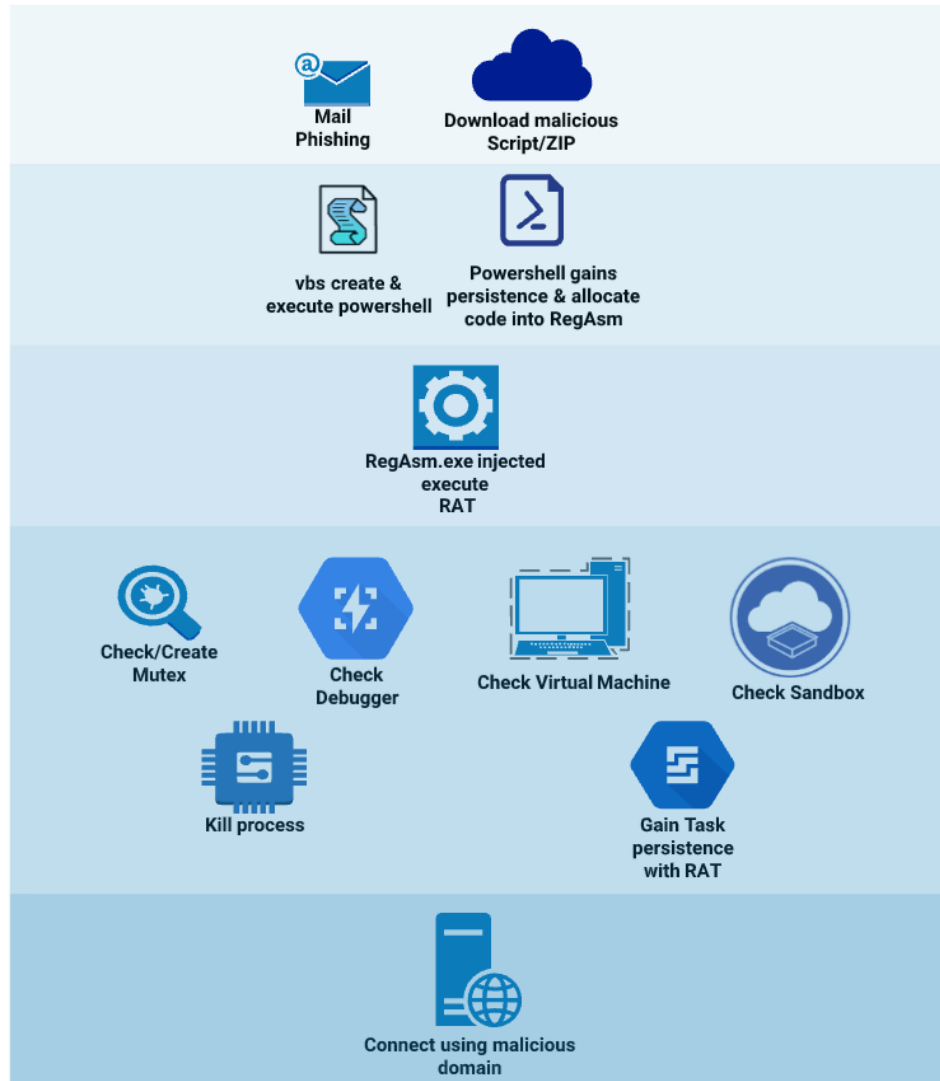 @
Mail
Phishing
Download malicious
Script/ZIP
vbs create &
execute powershell
Powershell gains
persistence & allocate
code into RegAsm
RegAsm.exe injected
execute
RAT
Check/Create
Mutex
Check
Debugger
Check Virtual Machine
Check Sandbox
Kill process
Gain Task
persistence
with RAT
Connect using malicious
domain